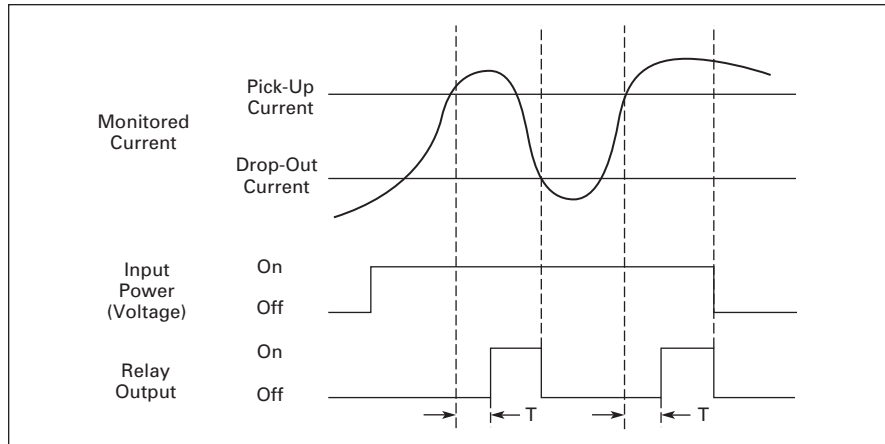 Pick-Up
Current
Monitored
Current
Drop-Out
Current
Input
Power
(Voltage)
On
Off
Relay
Output
On
Off
T
T